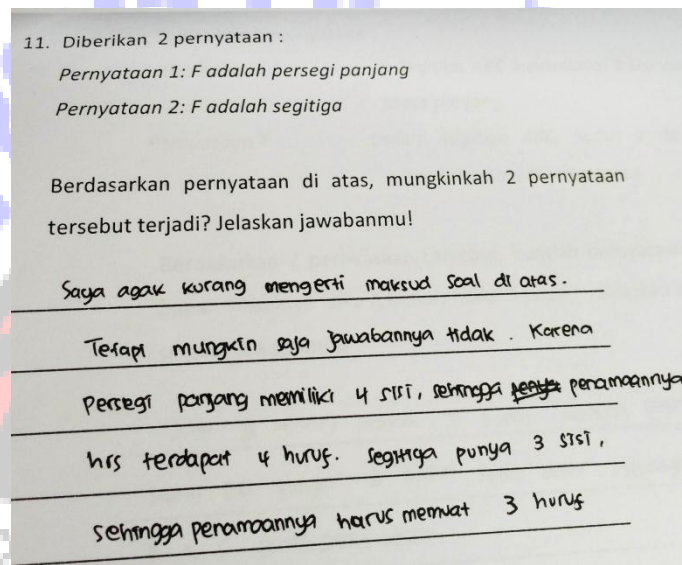 11. Diberikan 2 pernyataan :
Pernyataan 1: F adalah persegi panjang
Pernyataan 2: F adalah segitiga
Berdasarkan pernyataan di atas, mungkinkah 2 pernyataan
tersebut terjadi? Jelaskan jawabanmu!
Saya agak kurang mengerti maksud soal di atas.
Tetapi mungkin saja jawabannya tidak. Karena
Persegi panjang memiliki 4 sisi, sehingga penamaannya
hrs terdapat 4 huruf. Segitiga punya 3 sisi,
Sehingga penamaannya harus memuat 3 huruf